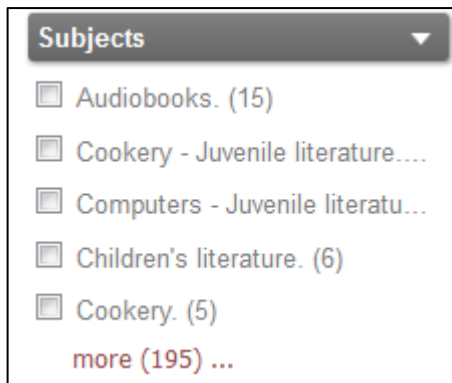 Subjects
Audiobooks. (15)
Cookery - Juvenile literature....
Computers - Juvenile literatu...
Children's literature. (6)
Cookery. (5)
more (195) ...